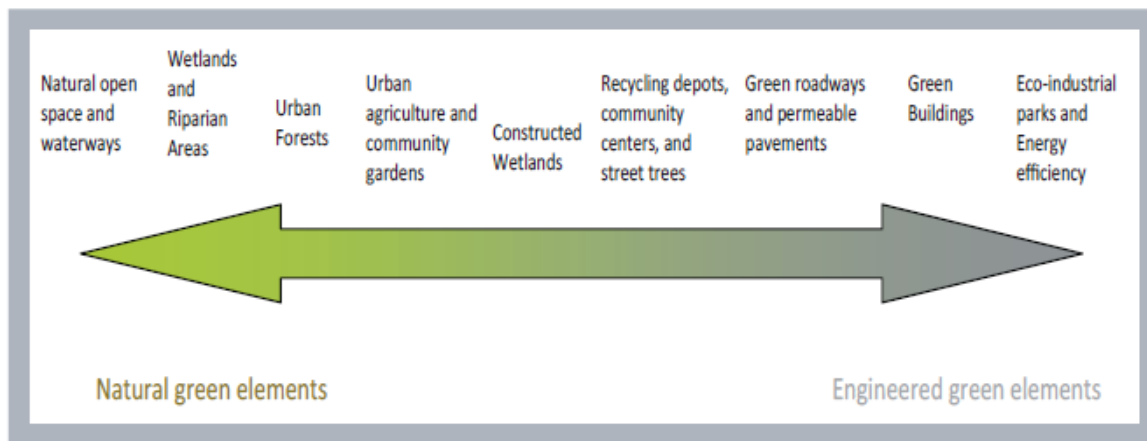 Natural open
space and
waterways
Wetlands
and
Riparian
Areas
Urban
Forests
Urban
agriculture and
community
gardens
Constructed
Wetlands
Recycling depots,
community
centers, and
street trees
Green roadways
and permeable
pavements
Green
Buildings
Eco-industrial
parks and
Energy
efficiency
Natural green elements
Engineered green elements